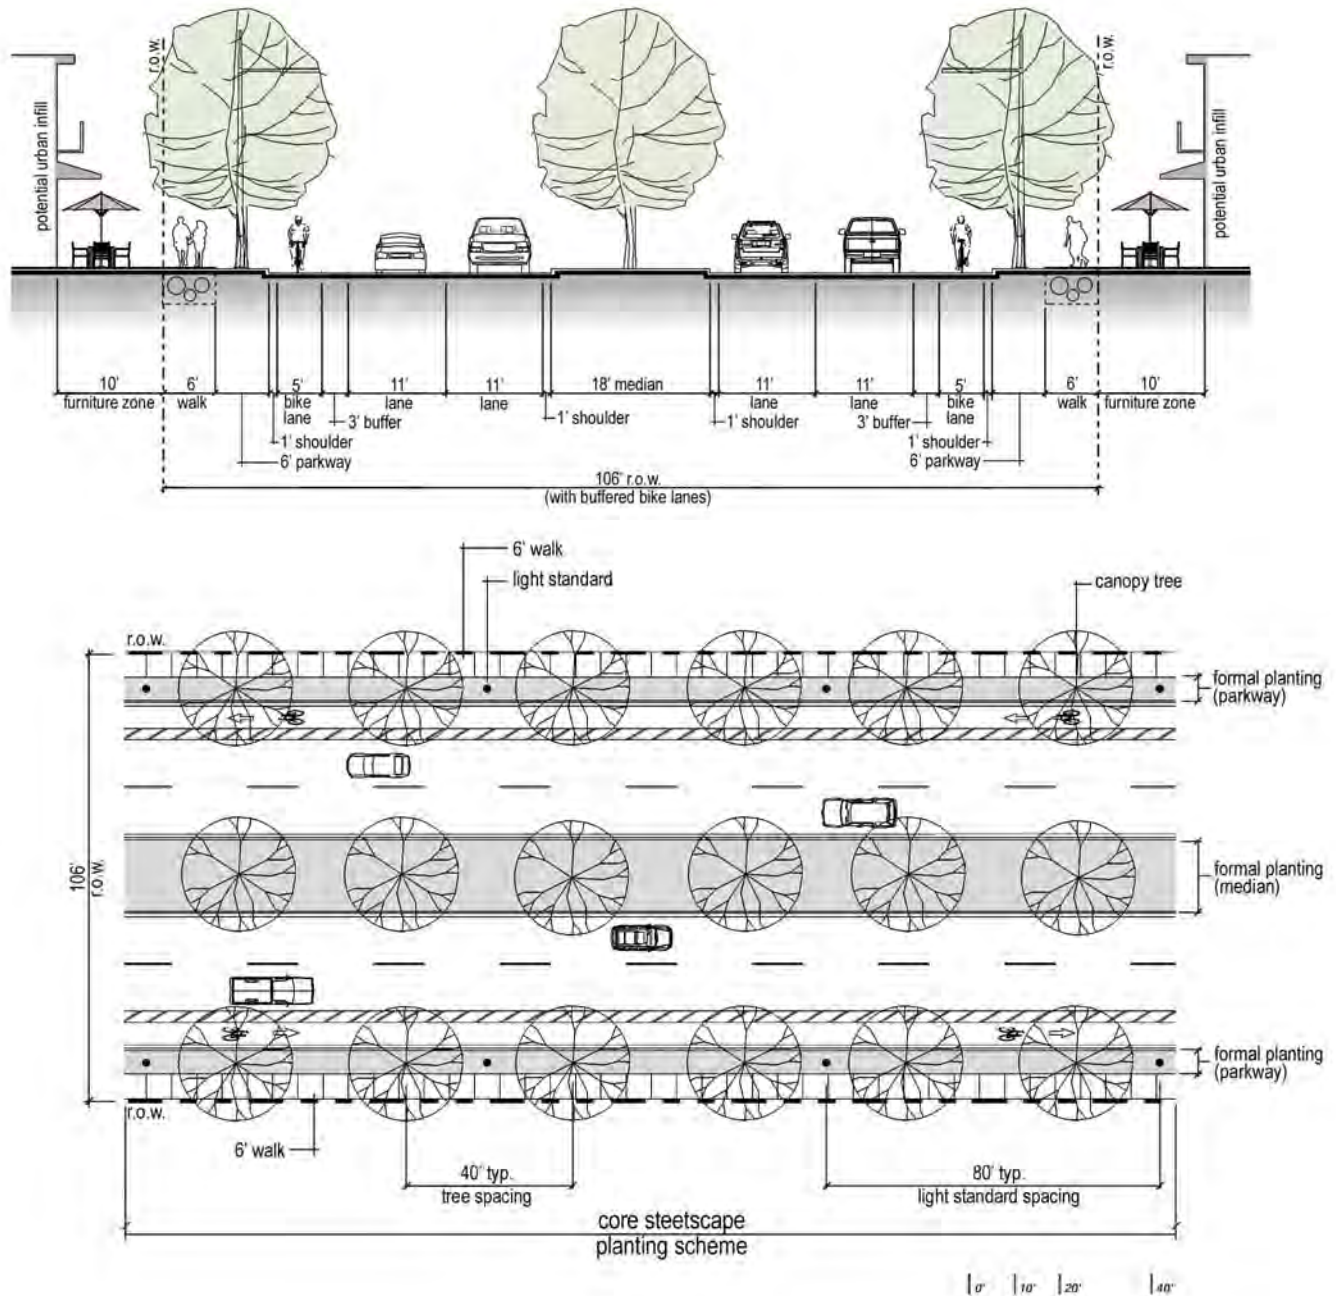 r.o.w.
r.o.w.
potential urban infill
potential urban infill
10'
6'
5'
11'
11'
18' median
11'
11'
5'
6'
10'
furniture zone
walk
bike
lane
lane
lane
lane
lane
bike
lane
walk
furniture zone
3' buffer
1' shoulder
1' shoulder
3' buffer
1' shoulder
1' shoulder
6' parkway
6' parkway
106' r.o.w.
(with buffered bike lanes)
6' walk
light standard
canopy tree
r.o.w.
formal planting
(parkway)
106'
r.o.w.
formal planting
(median)
formal planting
(parkway)
r.o.w.
6' walk
40' typ.
tree spacing
80' typ.
light standard spacing
core steetscape
planting scheme
0'
10'
20'
40'